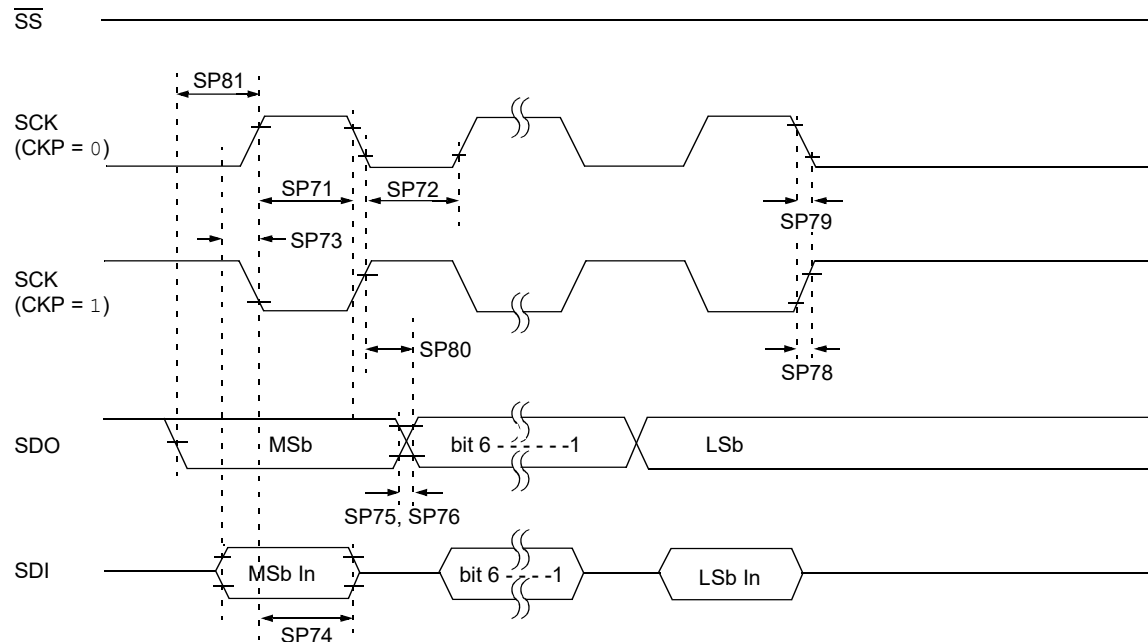 SS
SP81
SCK
(CKP = 0)
SP71
SP72
SP79
SP73
SCK
(CKP = 1)
SP80
SP78
SDO
MSb
bit 6 - - - - - -1
LSb
SP75, SP76
SDI
MSb In
bit 6 - - - -1
LSb In
SP74